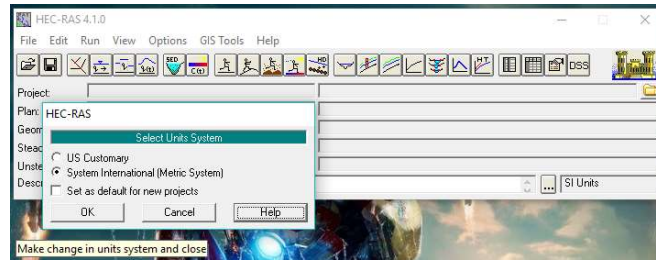 HEC-RAS 4.1.0
File Edit Run View Options GIS Tools Help
Project:
Plan:
HEC-RAS
Geom
Select Units System
Stead
US Customary
Unste
System International (Metric System)
Descr
SI Units
Set as default for new projects
OK Cancel Help
Make change in units system and close
DSS